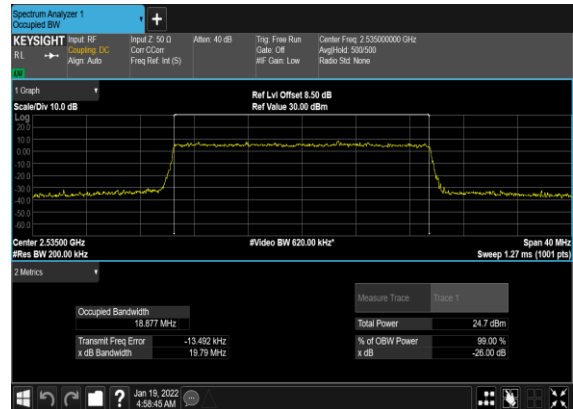 Spectrum Analyzer 1
Occupied BW
+
KEYSIGHT Input: RF Input Z: 50 Ω Atten: 40 dB Trig: Free Run Center Freq: 2.535000000 GHz
RL Coupling: DC Corr CCorr Gate: Off Avg|Hold: 500/500
Align: Auto Freq Ref: Int (S) #IF Gain: Low Radio Std: None
1 Graph
Ref Lvl Offset 8.50 dB
Scale/Div 10.0 dB Ref Value 30.00 dBm
Log
20.0
10.0
0.00
-10.0
-20.0
-30.0
-40.0
-50.0
-60.0
Center 2.53500 GHz #Video BW 620.00 kHz* Span 40 MHz
#Res BW 200.00 kHz Sweep 1.27 ms (1001 pts)
2 Metrics
Measure Trace Trace 1
Occupied Bandwidth
18.877 MHz Total Power 24.7 dBm
Transmit Freq Error -13.492 kHz % of OBW Power 99.00 %
x dB Bandwidth 19.79 MHz x dB -26.00 dB
? Jan 19, 2022
4:58:45 AM